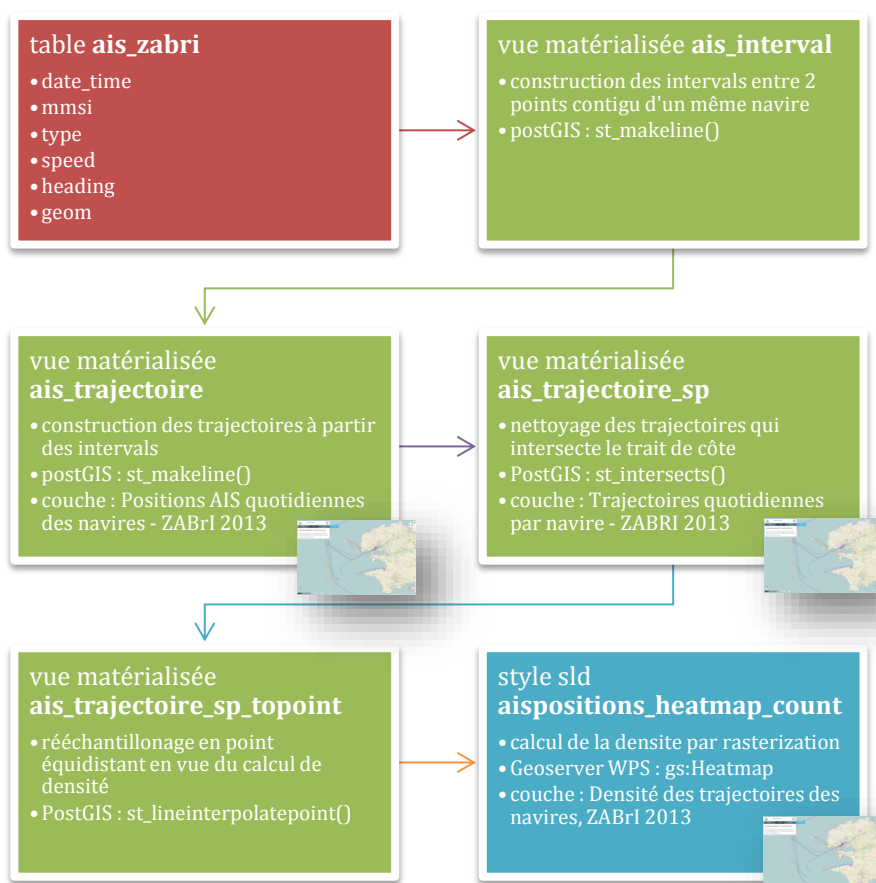 table ais_zabri
•date_time
•mmsi
•type
•speed
•heading
•geom
vue matérialisée ais_interval
•construction des intervals entre 2
points contigu d'un même navire
•postGIS : st_makeline()
vue matérialisée
ais_trajectoire
•construction des trajectoires à partir
des intervals
•postGIS : st_makeline()
•couche : Positions AIS quotidiennes
des navires - ZABrI 2013
vue matérialisée
ais_trajectoire_sp
•nettoyage des trajectoires qui
intersecte le trait de côte
•PostGIS : st_intersects()
•couche : Trajectoires quotidiennes
par navire - ZABRI 2013
vue matérialisée
ais_trajectoire_sp_topoint
•rééchantillonage en point
équidistant en vue du calcul de
densité
•PostGIS : st_lineinterpolatepoint()
style sld
aispositions_heatmap_count
•calcul de la densite par rasterization
•Geoserver WPS : gs:Heatmap
•couche : Densité des trajectoires des
navires, ZABrI 2013